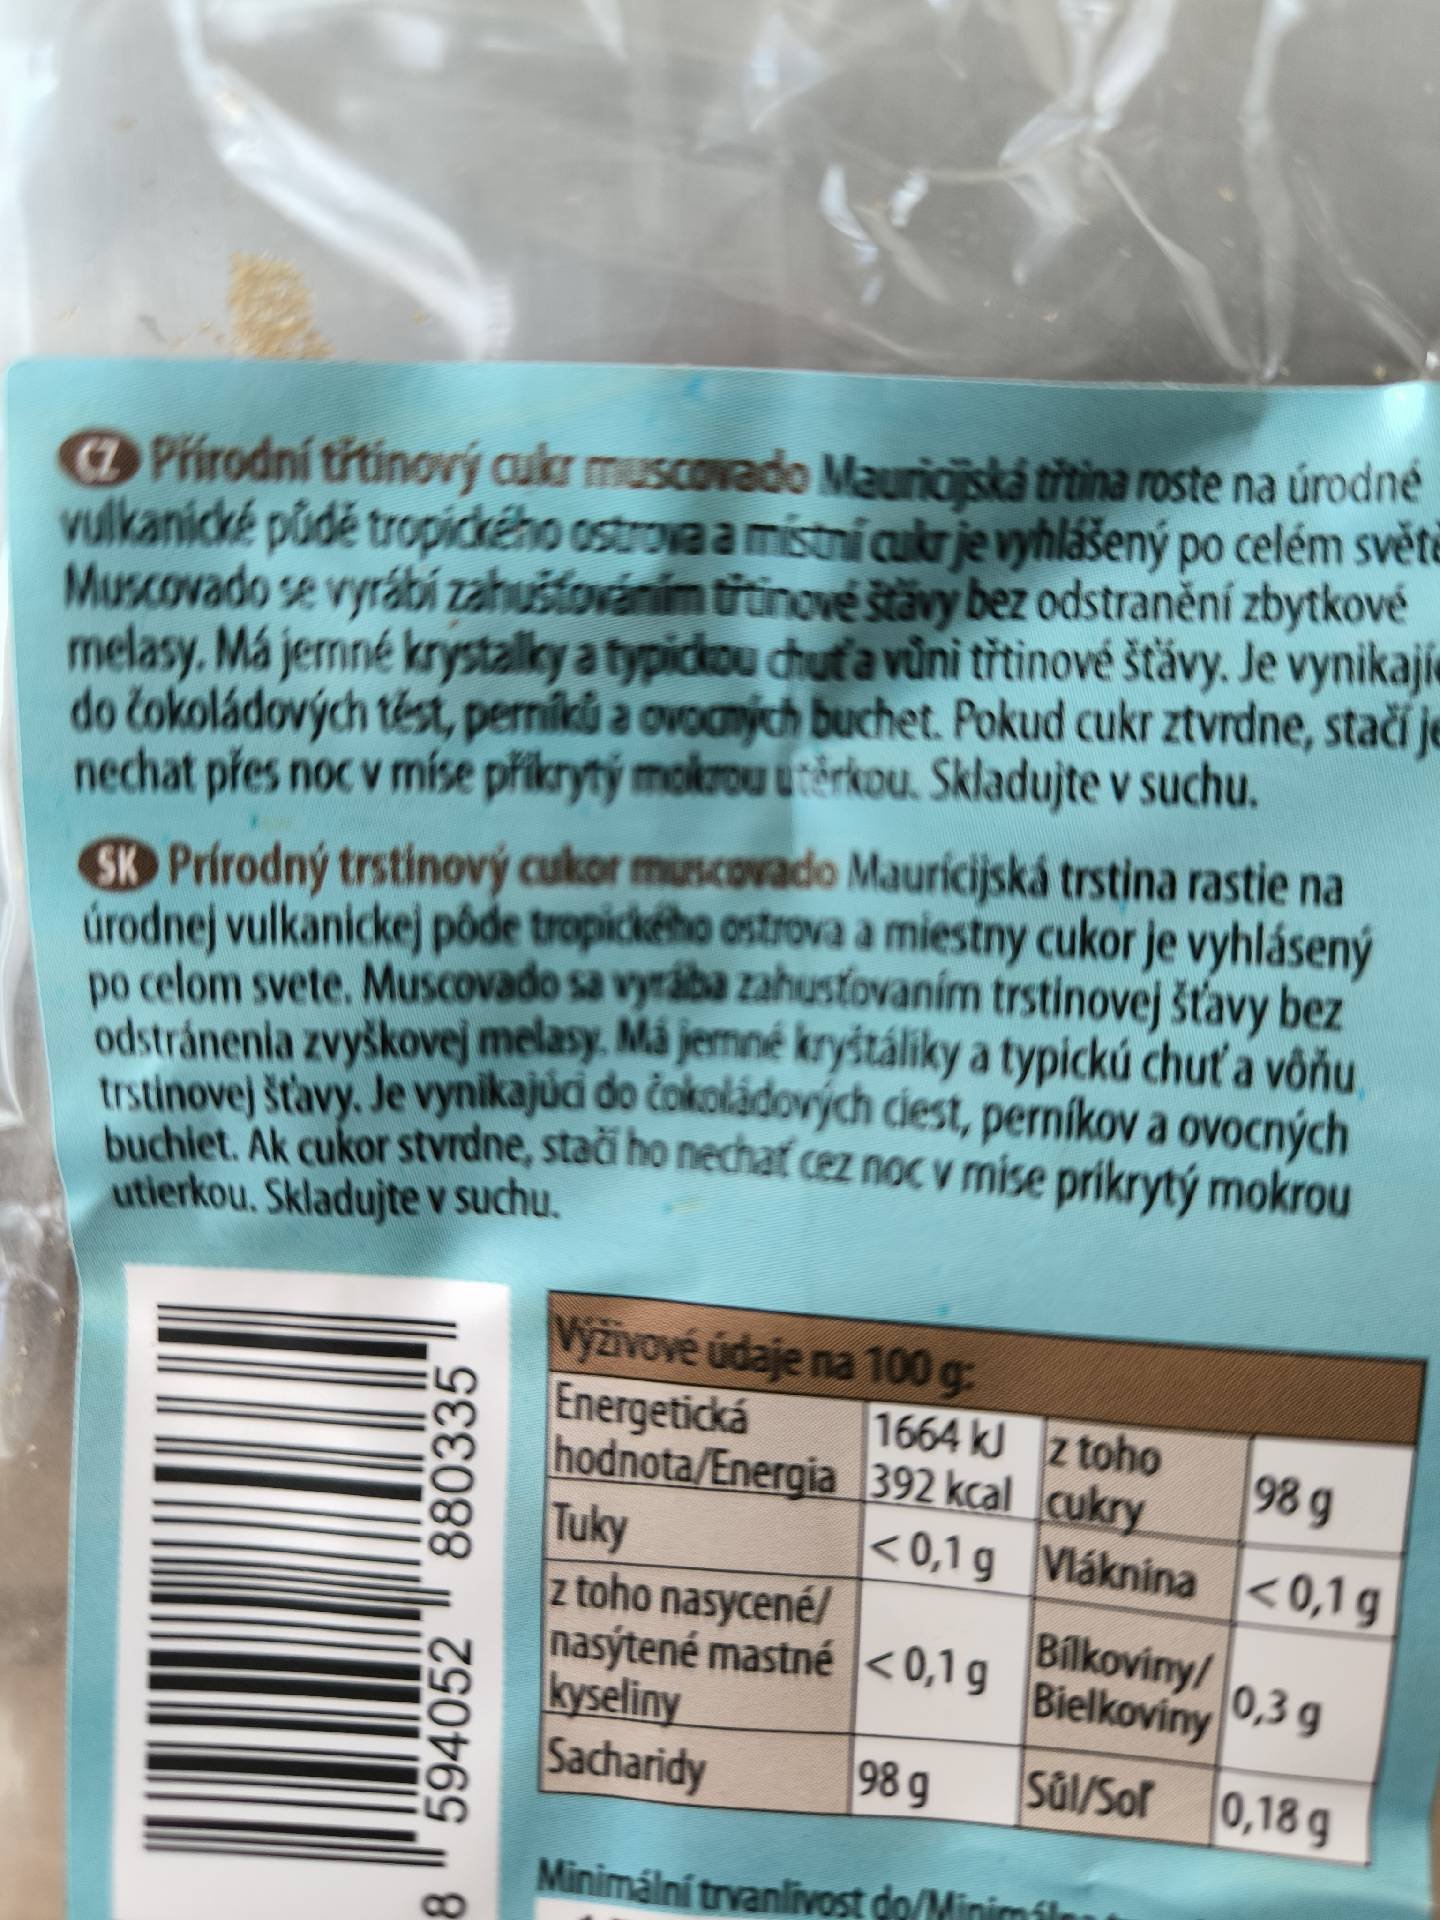 CZ Přírodní třtinový cukr muscovado Mauricijská třtina roste na úrodné
vulkanické půdě tropického ostrova a místní cukr je vyhlášený po celém světě
Muscovado se vyrábí zahušťováním třtinové šťávy bez odstranění zbytkové
melasy. Má jemné krystalky a typickou chuť a vůni třtinové šťávy. Je vynikají
do čokoládových těst, perníků a ovocných buchet. Pokud cukr ztvrdne, stačí je
nechat přes noc v míse přikrytý mokrou utěrkou. Skladujte v suchu.
SK Prírodný trstinový cukor muscovado Maurícijská trstina rastie na
úrodnej vulkanickej pôde tropického ostrova a miestny cukor je vyhlásený
po celom svete. Muscovado sa vyrába zahusťovaním trstinovej šťavy bez
odstránenia zvyškovej melasy. Má jemné kryštáliky a typickú chuť a vôňu
trstinovej šťavy. Je vynikajúci do čokoládových ciest, perníkov a ovocných
buchiet. Ak cukor stvrdne, stačí ho nechať cez noc v mise prikrytý mokrou
utierkou. Skladujte v suchu.
8 594052 880335
Výživové údaje na 100 g:
Energetická
hodnota/Energia
1664 kJ
392 kcal
Tuky
< 0,1 g
z toho nasycené/
nasýtené mastné
kyseliny
< 0,1 g
Sacharidy
98 g
z toho
cukry
98 g
Vláknina
< 0,1 g
Bílkoviny/
Bielkoviny
0,3 g
Sůl/Soľ
0,18 g
Minimální trvanlivost do/